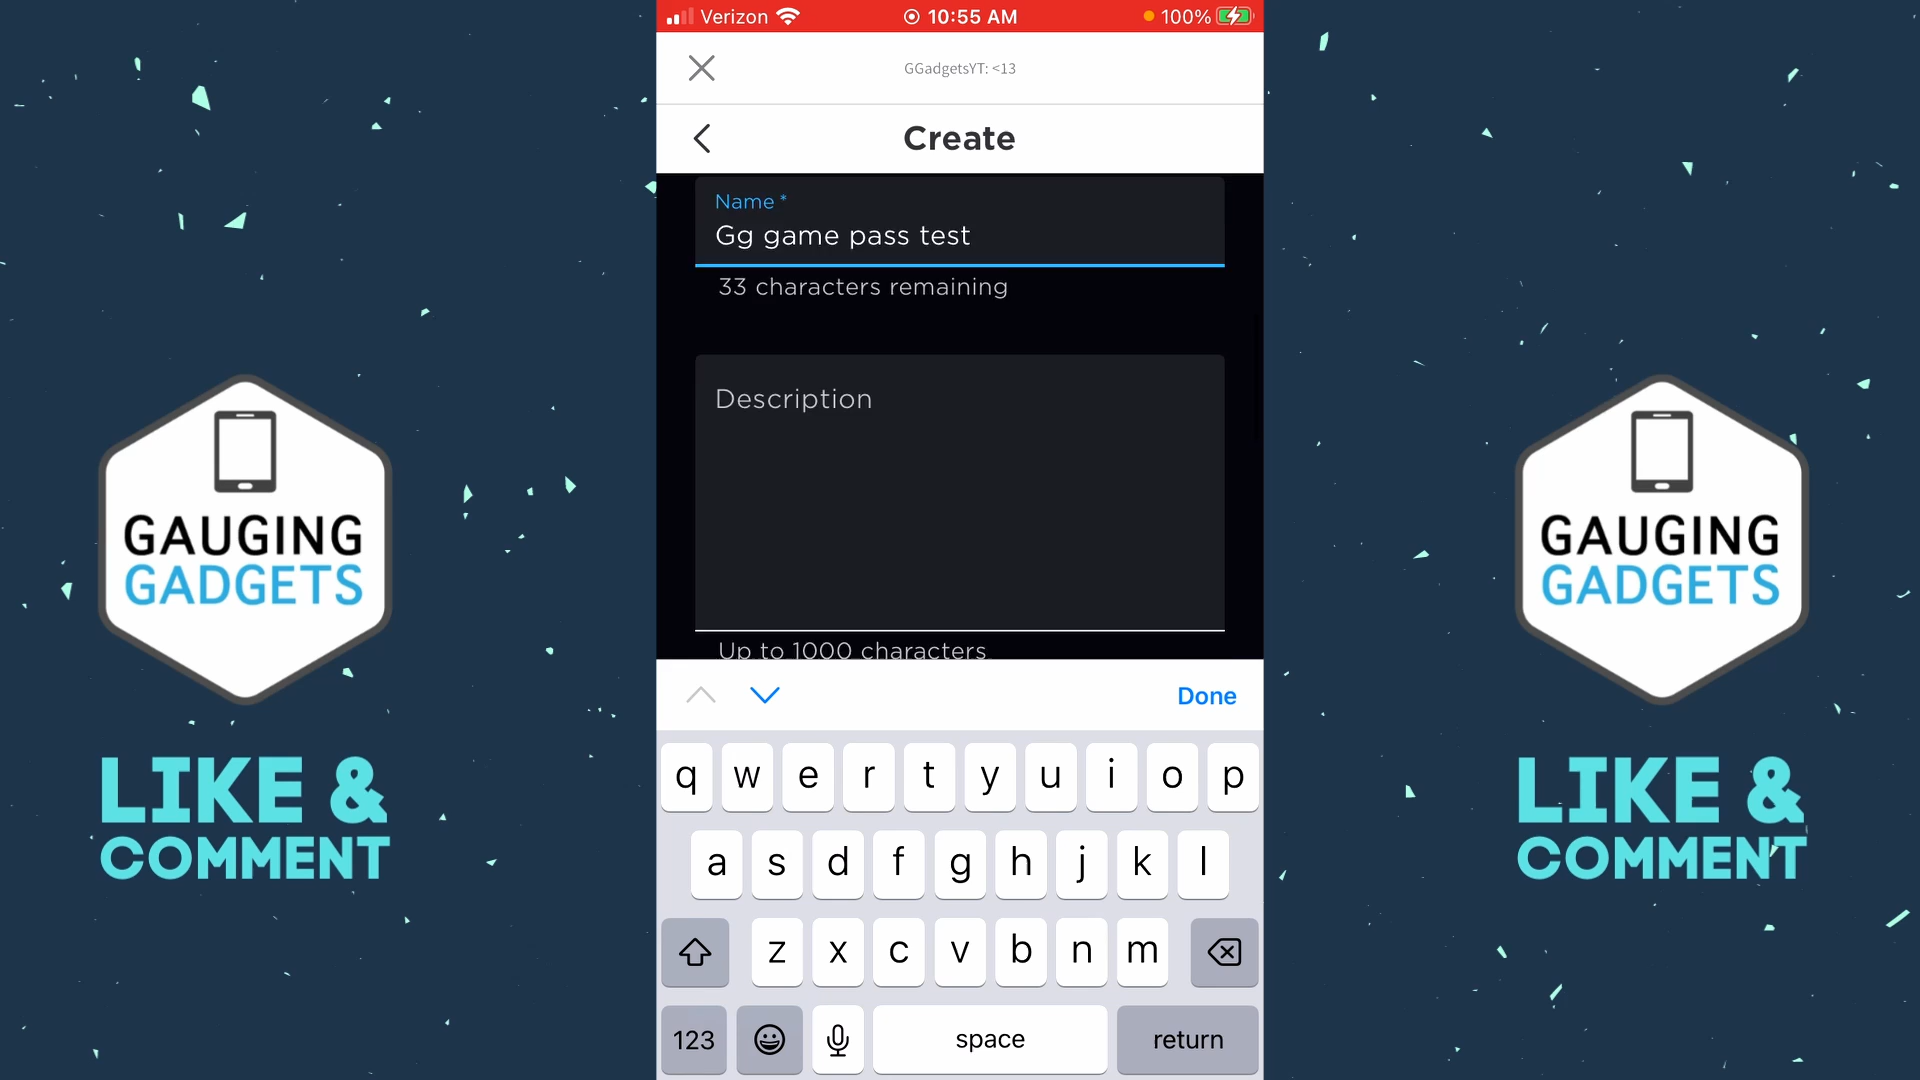 Verizon 10:55 AM 100%
GGadgetsYT: <13
Create
Name *
Gg game pass test
33 characters remaining
Description
Up to 1000 characters
Done
q w e r t y u i o p
a s d f g h j k l
z x c v b n m
123 space return
GAUGING
GADGETS
LIKE &
COMMENT
GAUGING
GADGETS
LIKE &
COMMENT